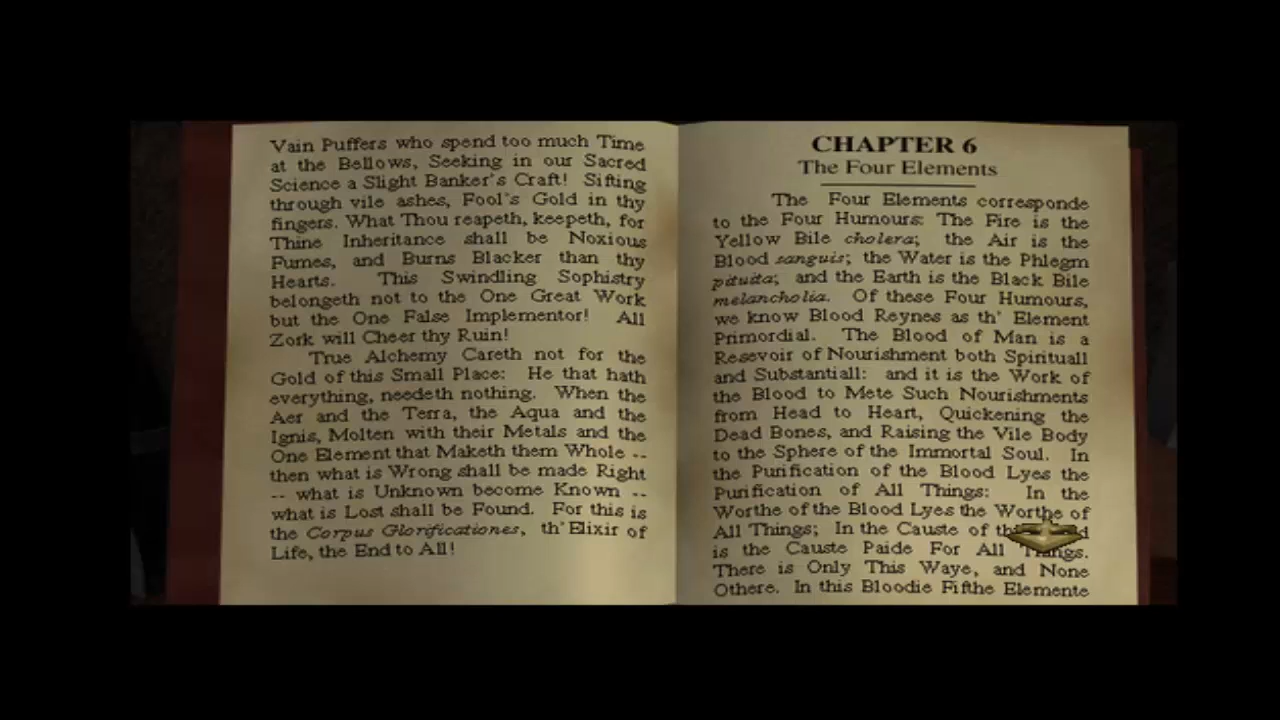 Vain Puffers who spend too much Time
at the Bellows, Seeking in our Sacred
Science a Slight Banker's Craft! Sifting
through vile ashes, Fool's Gold in thy
fingers. What Thou reapeth, keepeth, for
Thine Inheritance shall be Noxious
Fumes, and Burns Blacker than thy
Hearts. This Swindling Sophistry
belongeth not to the One Great Work
but the One False Implementor! All
Zork will Cheer thy Ruin!
True Alchemy Careth not for the
Gold of this Small Place: He that hath
everything, needeth nothing. When the
Aer and the Terra, the Aqua and the
Ignis, Molten with their Metals and the
One Element that Maketh them Whole --
then what is Wrong shall be made Right
-- what is Unknown become Known --
what is Lost shall be Found. For this is
the Corpus Glorificationes, th' Elixir of
Life, the End to All!
CHAPTER 6
The Four Elements
The Four Elements corresponde
to the Four Humours: The Fire is the
Yellow Bile cholera; the Air is the
Blood sanguis; the Water is the Phlegm
pituita; and the Earth is the Black Bile
melancholia. Of these Four Humours,
we know Blood Reynes as th' Element
Primordial. The Blood of Man is a
Resevoir of Nourishment both Spirituall
and Substantiall: and it is the Work of
the Blood to Mete Such Nourishments
from Head to Heart, Quickening the
Dead Bones, and Raising the Vile Body
to the Sphere of the Immortal Soul. In
the Purification of the Blood Lyes the
Purification of All Things: In the
Worthe of the Blood Lyes the Worthe of
All Things; In the Causte of
is the Causte Paide For All Things.
There is Only This Waye, and None
Othere. In this Bloodie Fifthe Elemente